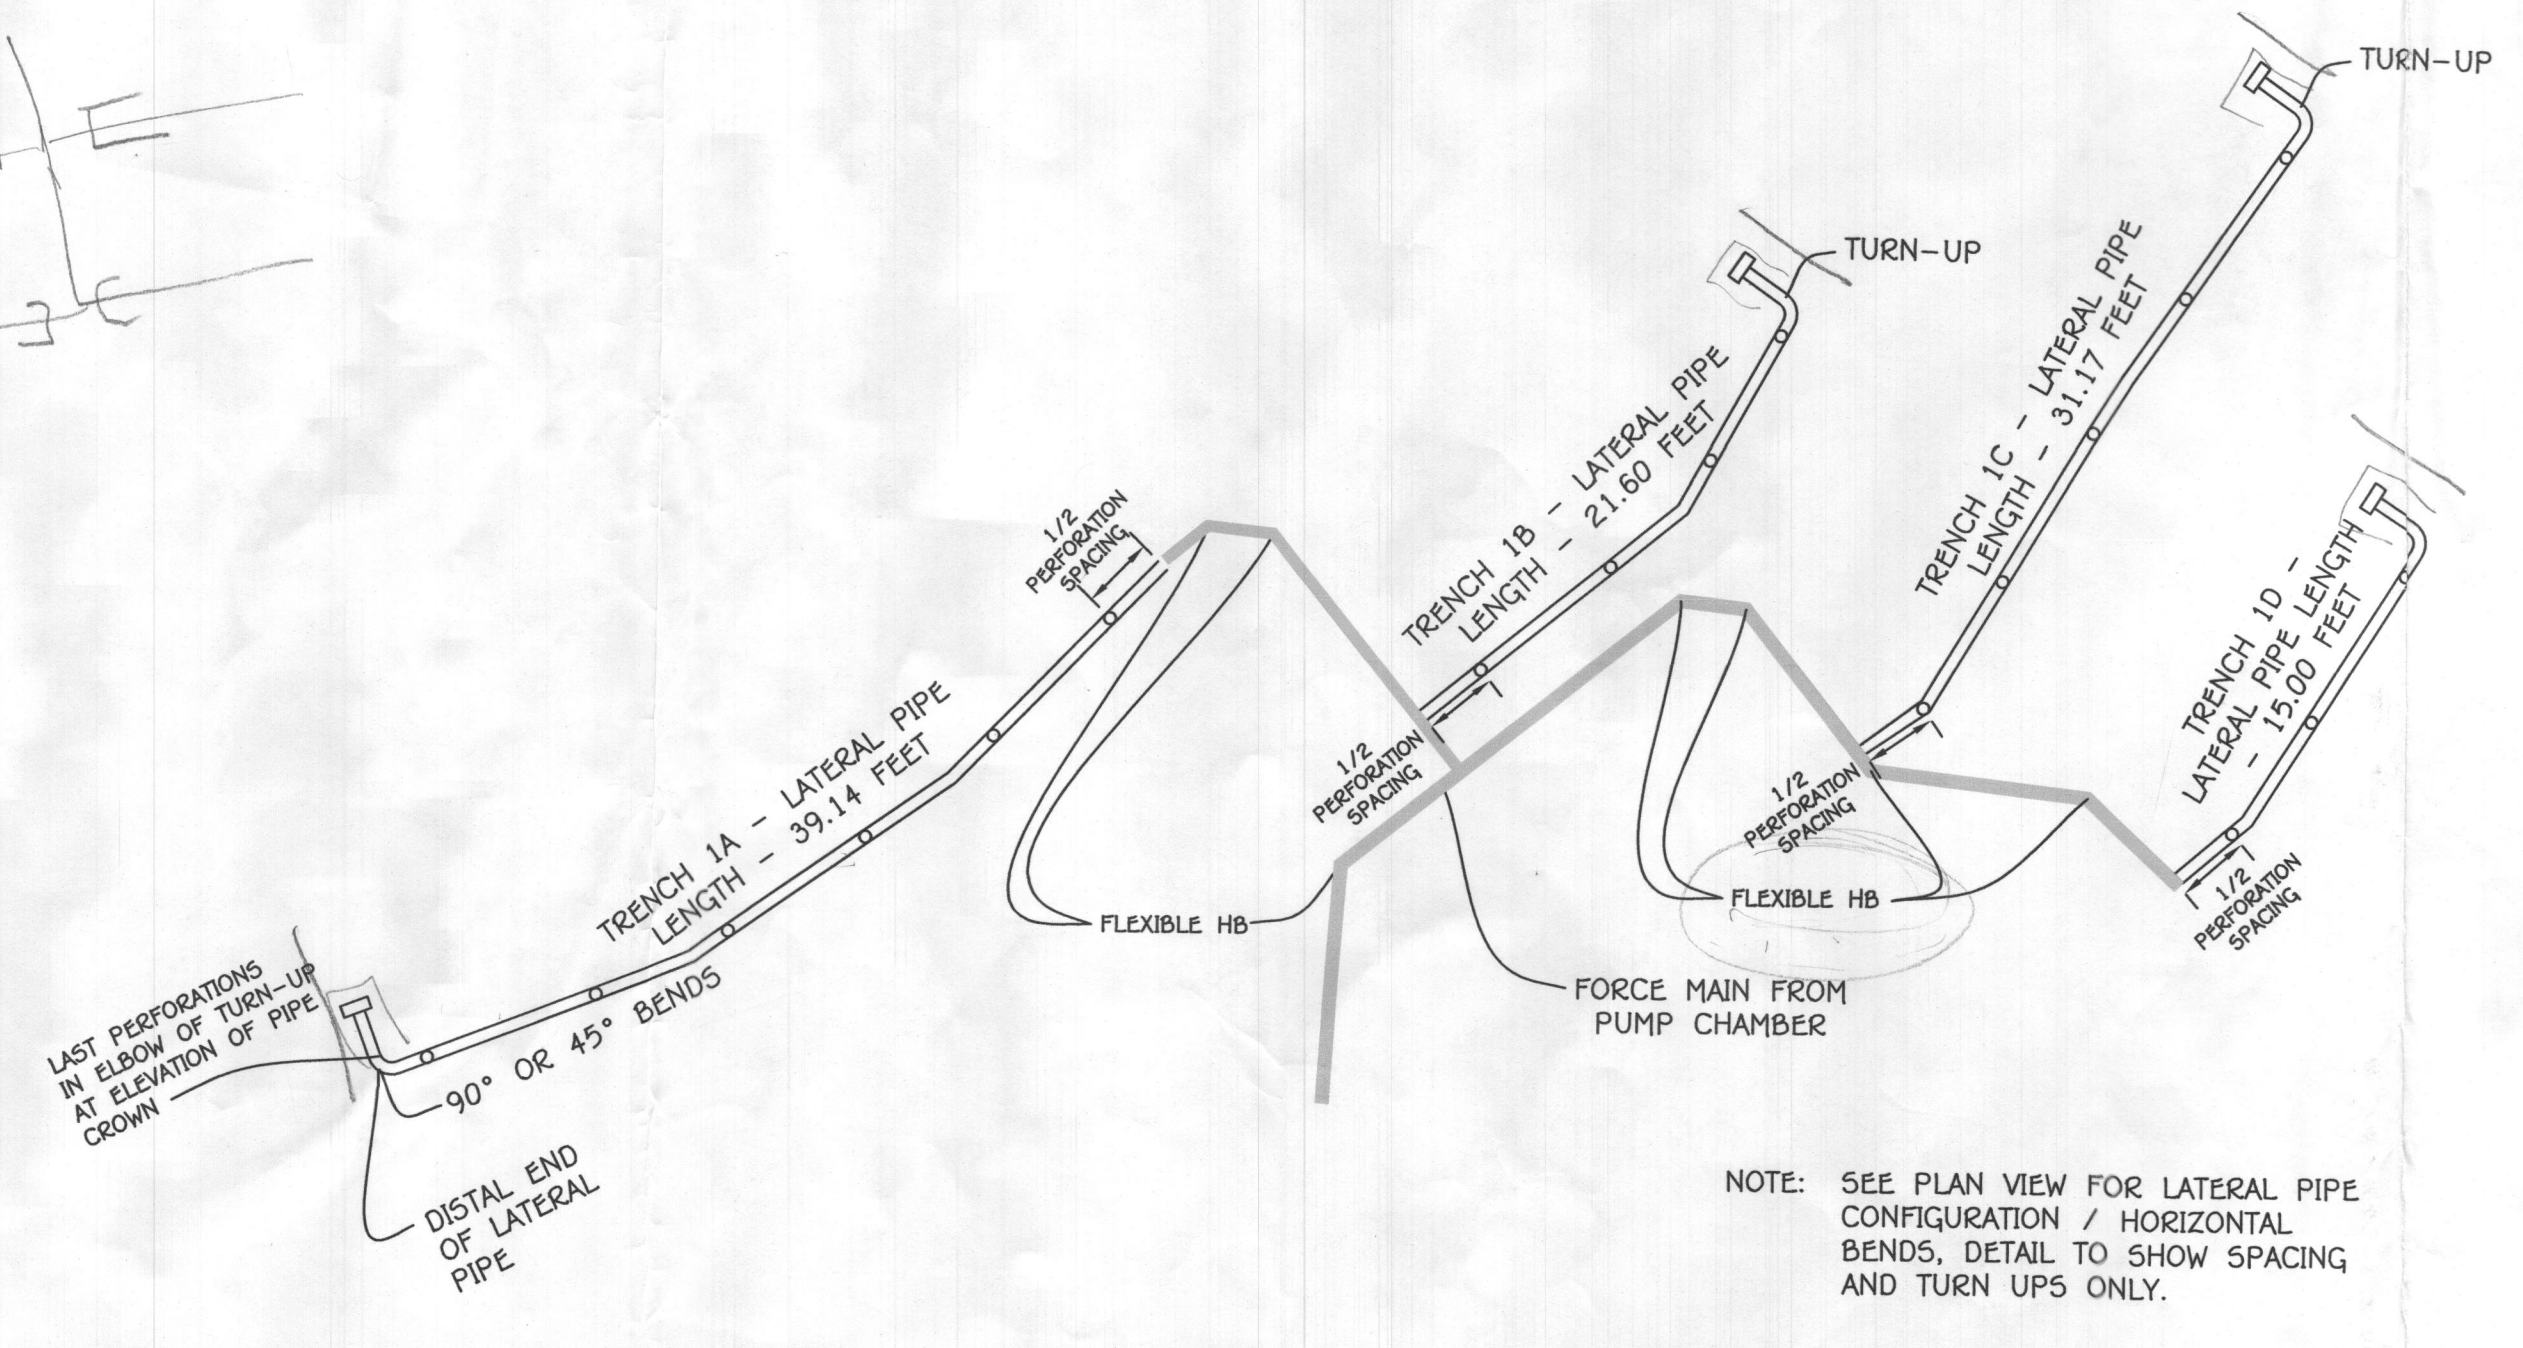 TURN-UP
TURN-UP
TRENCH 1C - LATERAL PIPE
LENGTH - 31.17 FEET
TRENCH 1B - LATERAL PIPE
LENGTH - 21.60 FEET
1/2
PERFORATION
SPACING
TRENCH 1D -
LATERAL PIPE LENGTH
- 15.00 FEET
TRENCH 1A - LATERAL PIPE
LENGTH - 39.14 FEET
1/2
PERFORATION
SPACING
1/2
PERFORATION
SPACING
1/2
PERFORATION
SPACING
FLEXIBLE HB
FLEXIBLE HB
LAST PERFORATIONS
IN ELBOW OF TURN-UP
AT ELEVATION OF PIPE
CROWN
90° OR 45° BENDS
FORCE MAIN FROM
PUMP CHAMBER
DISTAL END
OF LATERAL
PIPE
NOTE: SEE PLAN VIEW FOR LATERAL PIPE
CONFIGURATION / HORIZONTAL
BENDS, DETAIL TO SHOW SPACING
AND TURN UPS ONLY.